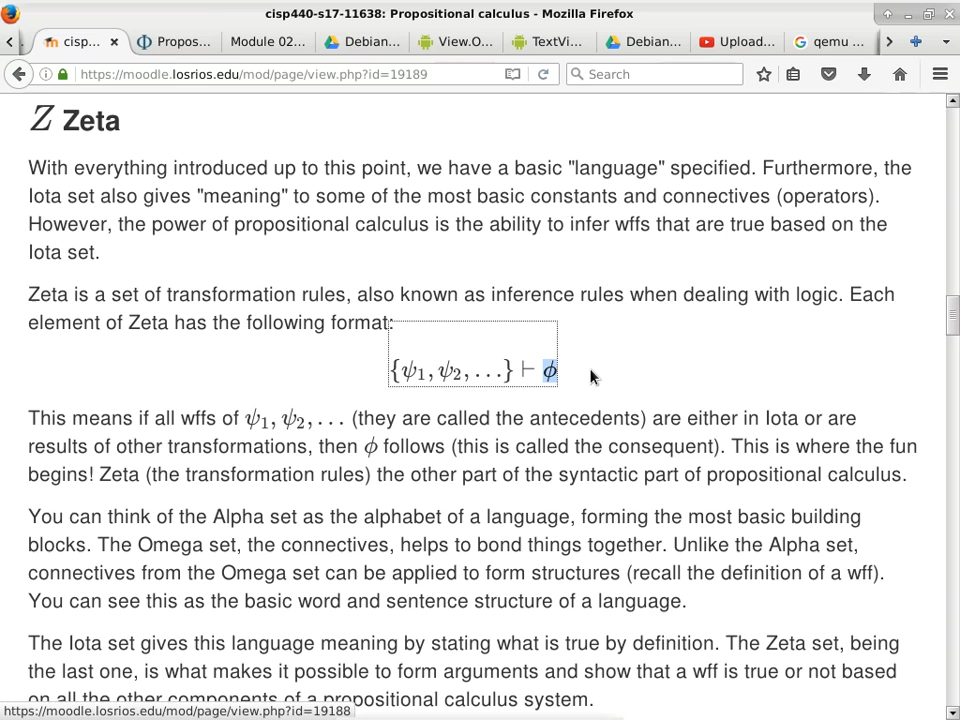 cisp440-s17-11638: Propositional calculus - Mozilla Firefox
cisp... Propos... Module 02... Debian... View.O... TextVi... Debian... Upload... qemu ...
https://moodle.losrios.edu/mod/page/view.php?id=19189 Search
Z Zeta
With everything introduced up to this point, we have a basic "language" specified. Furthermore, the
Iota set also gives "meaning" to some of the most basic constants and connectives (operators).
However, the power of propositional calculus is the ability to infer wffs that are true based on the
Iota set.
Zeta is a set of transformation rules, also known as inference rules when dealing with logic. Each
element of Zeta has the following format:
{ψ₁, ψ₂, ...} ⊢ ϕ
This means if all wffs of ψ₁, ψ₂, ... (they are called the antecedents) are either in Iota or are
results of other transformations, then ϕ follows (this is called the consequent). This is where the fun
begins! Zeta (the transformation rules) the other part of the syntactic part of propositional calculus.
You can think of the Alpha set as the alphabet of a language, forming the most basic building
blocks. The Omega set, the connectives, helps to bond things together. Unlike the Alpha set,
connectives from the Omega set can be applied to form structures (recall the definition of a wff).
You can see this as the basic word and sentence structure of a language.
The Iota set gives this language meaning by stating what is true by definition. The Zeta set, being
the last one, is what makes it possible to form arguments and show that a wff is true or not based
on all the other components of a propositional calculus system.
https://moodle.losrios.edu/mod/page/view.php?id=19188